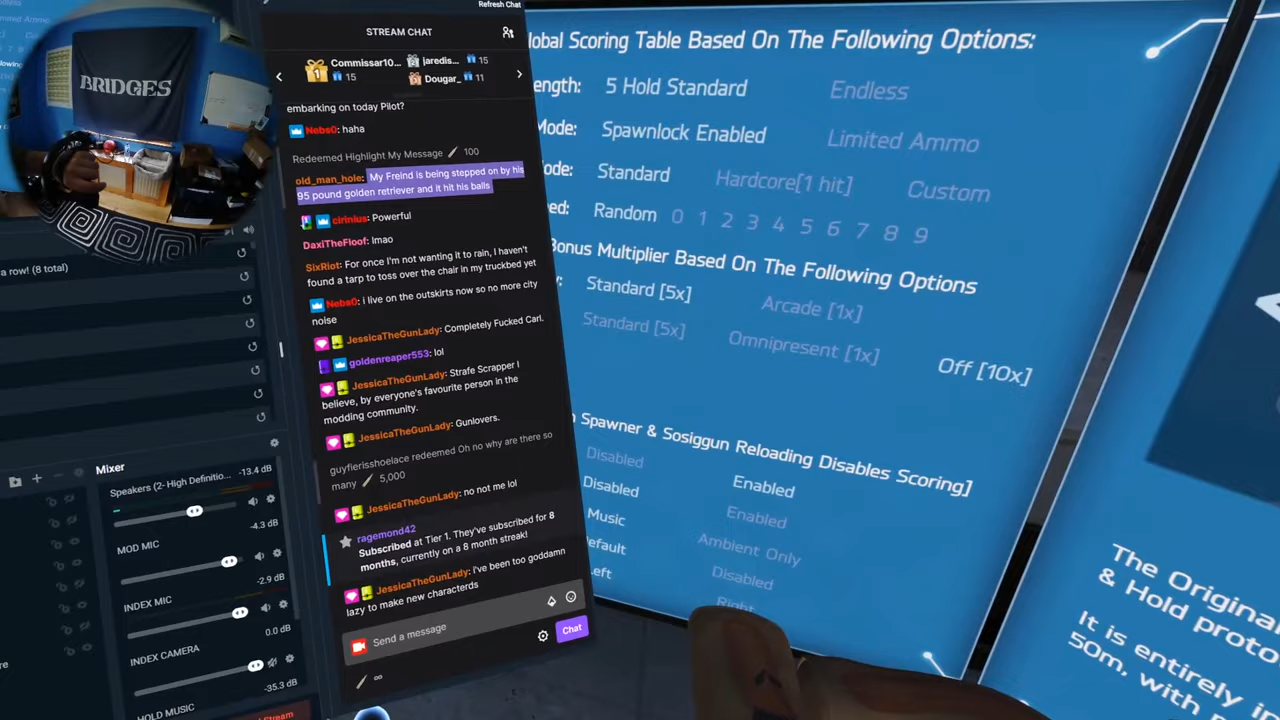 Refresh Chat
STREAM CHAT
Commissar10...
15
jaredis... 15
Dougar_ 11
embarking on today Pilot?
Nebs0: haha
Redeemed Highlight My Message 100
old_man_hole: My Freind is being stepped on by his
95 pound golden retriever and it hit his balls
cirinius: Powerful
DaxiTheFloof: lmao
SixRiot: For once I'm not wanting it to rain, I haven't
found a tarp to toss over the chair in my truckbed yet
Nebs0: i live on the outskirts now so no more city
noise
JessicaTheGunLady: Completely Fucked Carl.
goldenreaper553: lol
JessicaTheGunLady: Strafe Scrapper I
believe, by everyone's favourite person in the
modding community.
JessicaTheGunLady: Gunlovers.
guyfierisshoelace redeemed Oh no why are there so
many 5,000
JessicaTheGunLady: no not me lol
ragemond42
Subscribed at Tier 1. They've subscribed for 8
months, currently on a 8 month streak!
JessicaTheGunLady: I've been too goddamn
lazy to make new characterds
Send a message
Chat
∞
BRIDGES
a row! (8 total)
Mixer
Speakers (2- High Definitio... -13.4 dB
MOD MIC -4.3 dB
INDEX MIC -2.9 dB
INDEX CAMERA 0.0 dB
HOLD MUSIC -35.3 dB
Stream
lobal Scoring Table Based On The Following Options:
ength: 5 Hold Standard Endless
Mode: Spawnlock Enabled Limited Ammo
ode: Standard Hardcore[1 hit] Custom
ed: Random 0 1 2 3 4 5 6 7 8 9
Bonus Multiplier Based On The Following Options
y: Standard [5x] Arcade [1x]
Standard [5x] Omnipresent [1x] Off [10x]
n Spawner & Sosiggun Reloading Disables Scoring]
Disabled Enabled
Disabled Enabled
Music Ambient Only
efault Disabled
Left Right
The Original
& Hold proto
It is entirely in
50m, with